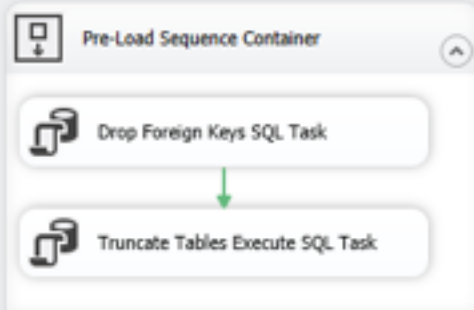 Pre-Load Sequence Container
Drop Foreign Keys SQL Task
Truncate Tables Execute SQL Task